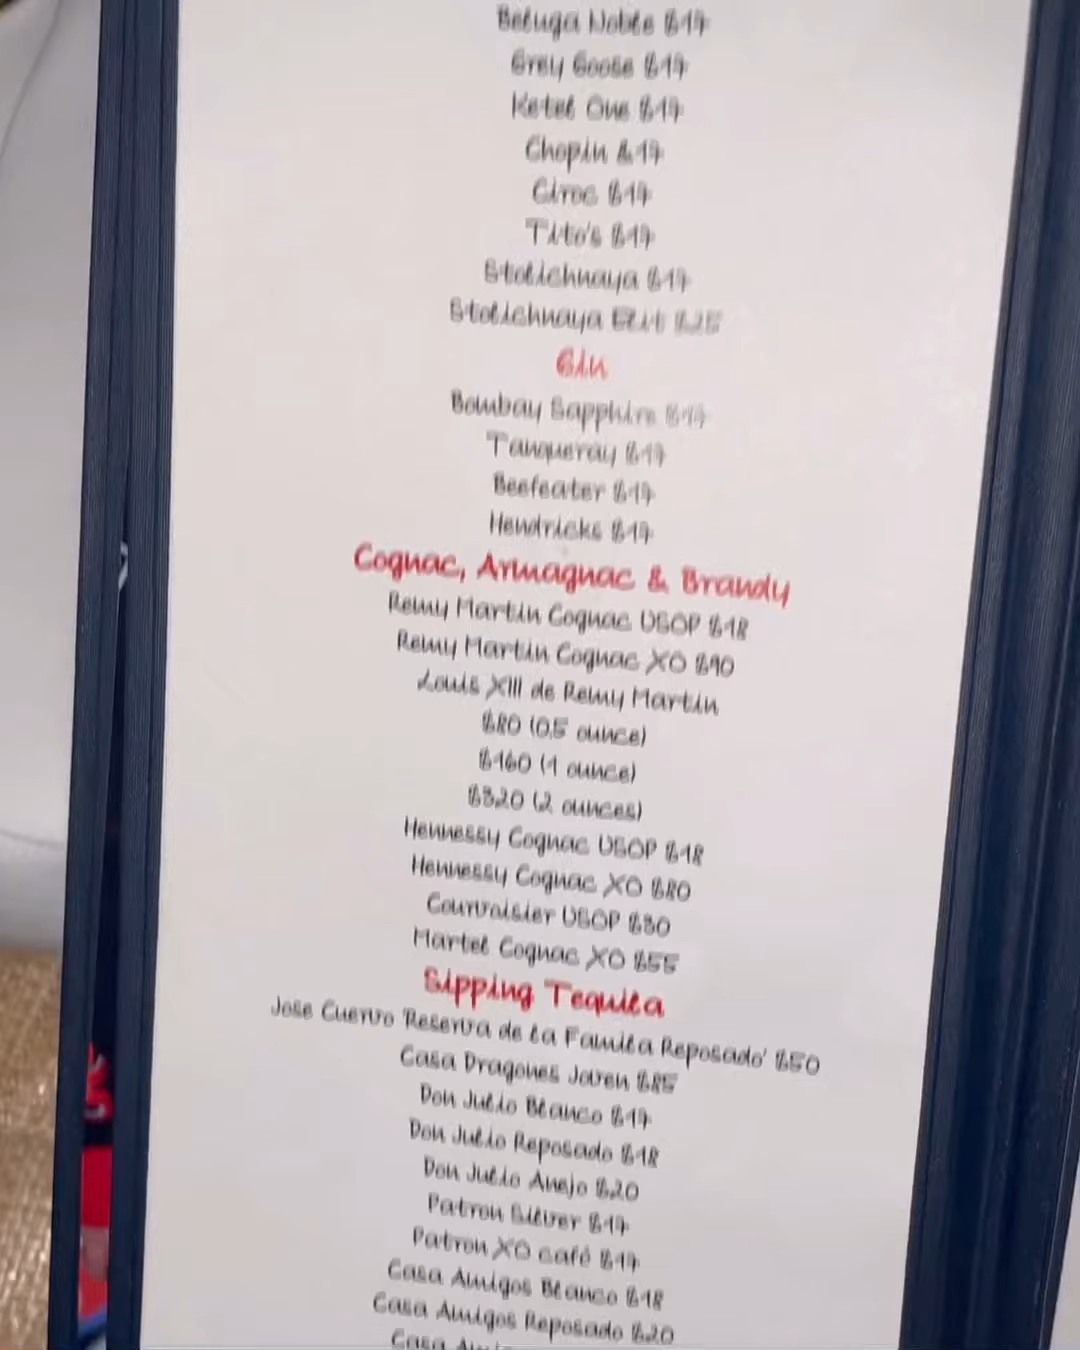 Beluga Noble $17
Grey Goose $17
Ketel One $17
Chopin $17
Ciroc $17
Tito's $17
Stolichnaya $17
Stolichnaya Elit $25
Gin
Bombay Sapphire $17
Tanqueray $17
Beefeater $17
Hendricks $17
Cognac, Armagnac & Brandy
Remy Martin Cognac VSOP $18
Remy Martin Cognac XO $90
Louis XIII de Remy Martin
$80 (0.5 ounce)
$160 (1 ounce)
$320 (2 ounces)
Hennessy Cognac VSOP $18
Hennessy Cognac XO $80
Courvoisier VSOP $30
Martel Cognac XO $55
Sipping Tequila
Jose Cuervo 'Reserva de la Famila Reposado' $50
Casa Dragones Joven $85
Don Julio Blanco $17
Don Julio Reposado $18
Don Julio Anejo $20
Patron Silver $17
Patron XO café $17
Casa Amigos Blanco $18
Casa Amigos Reposado $20
Casa